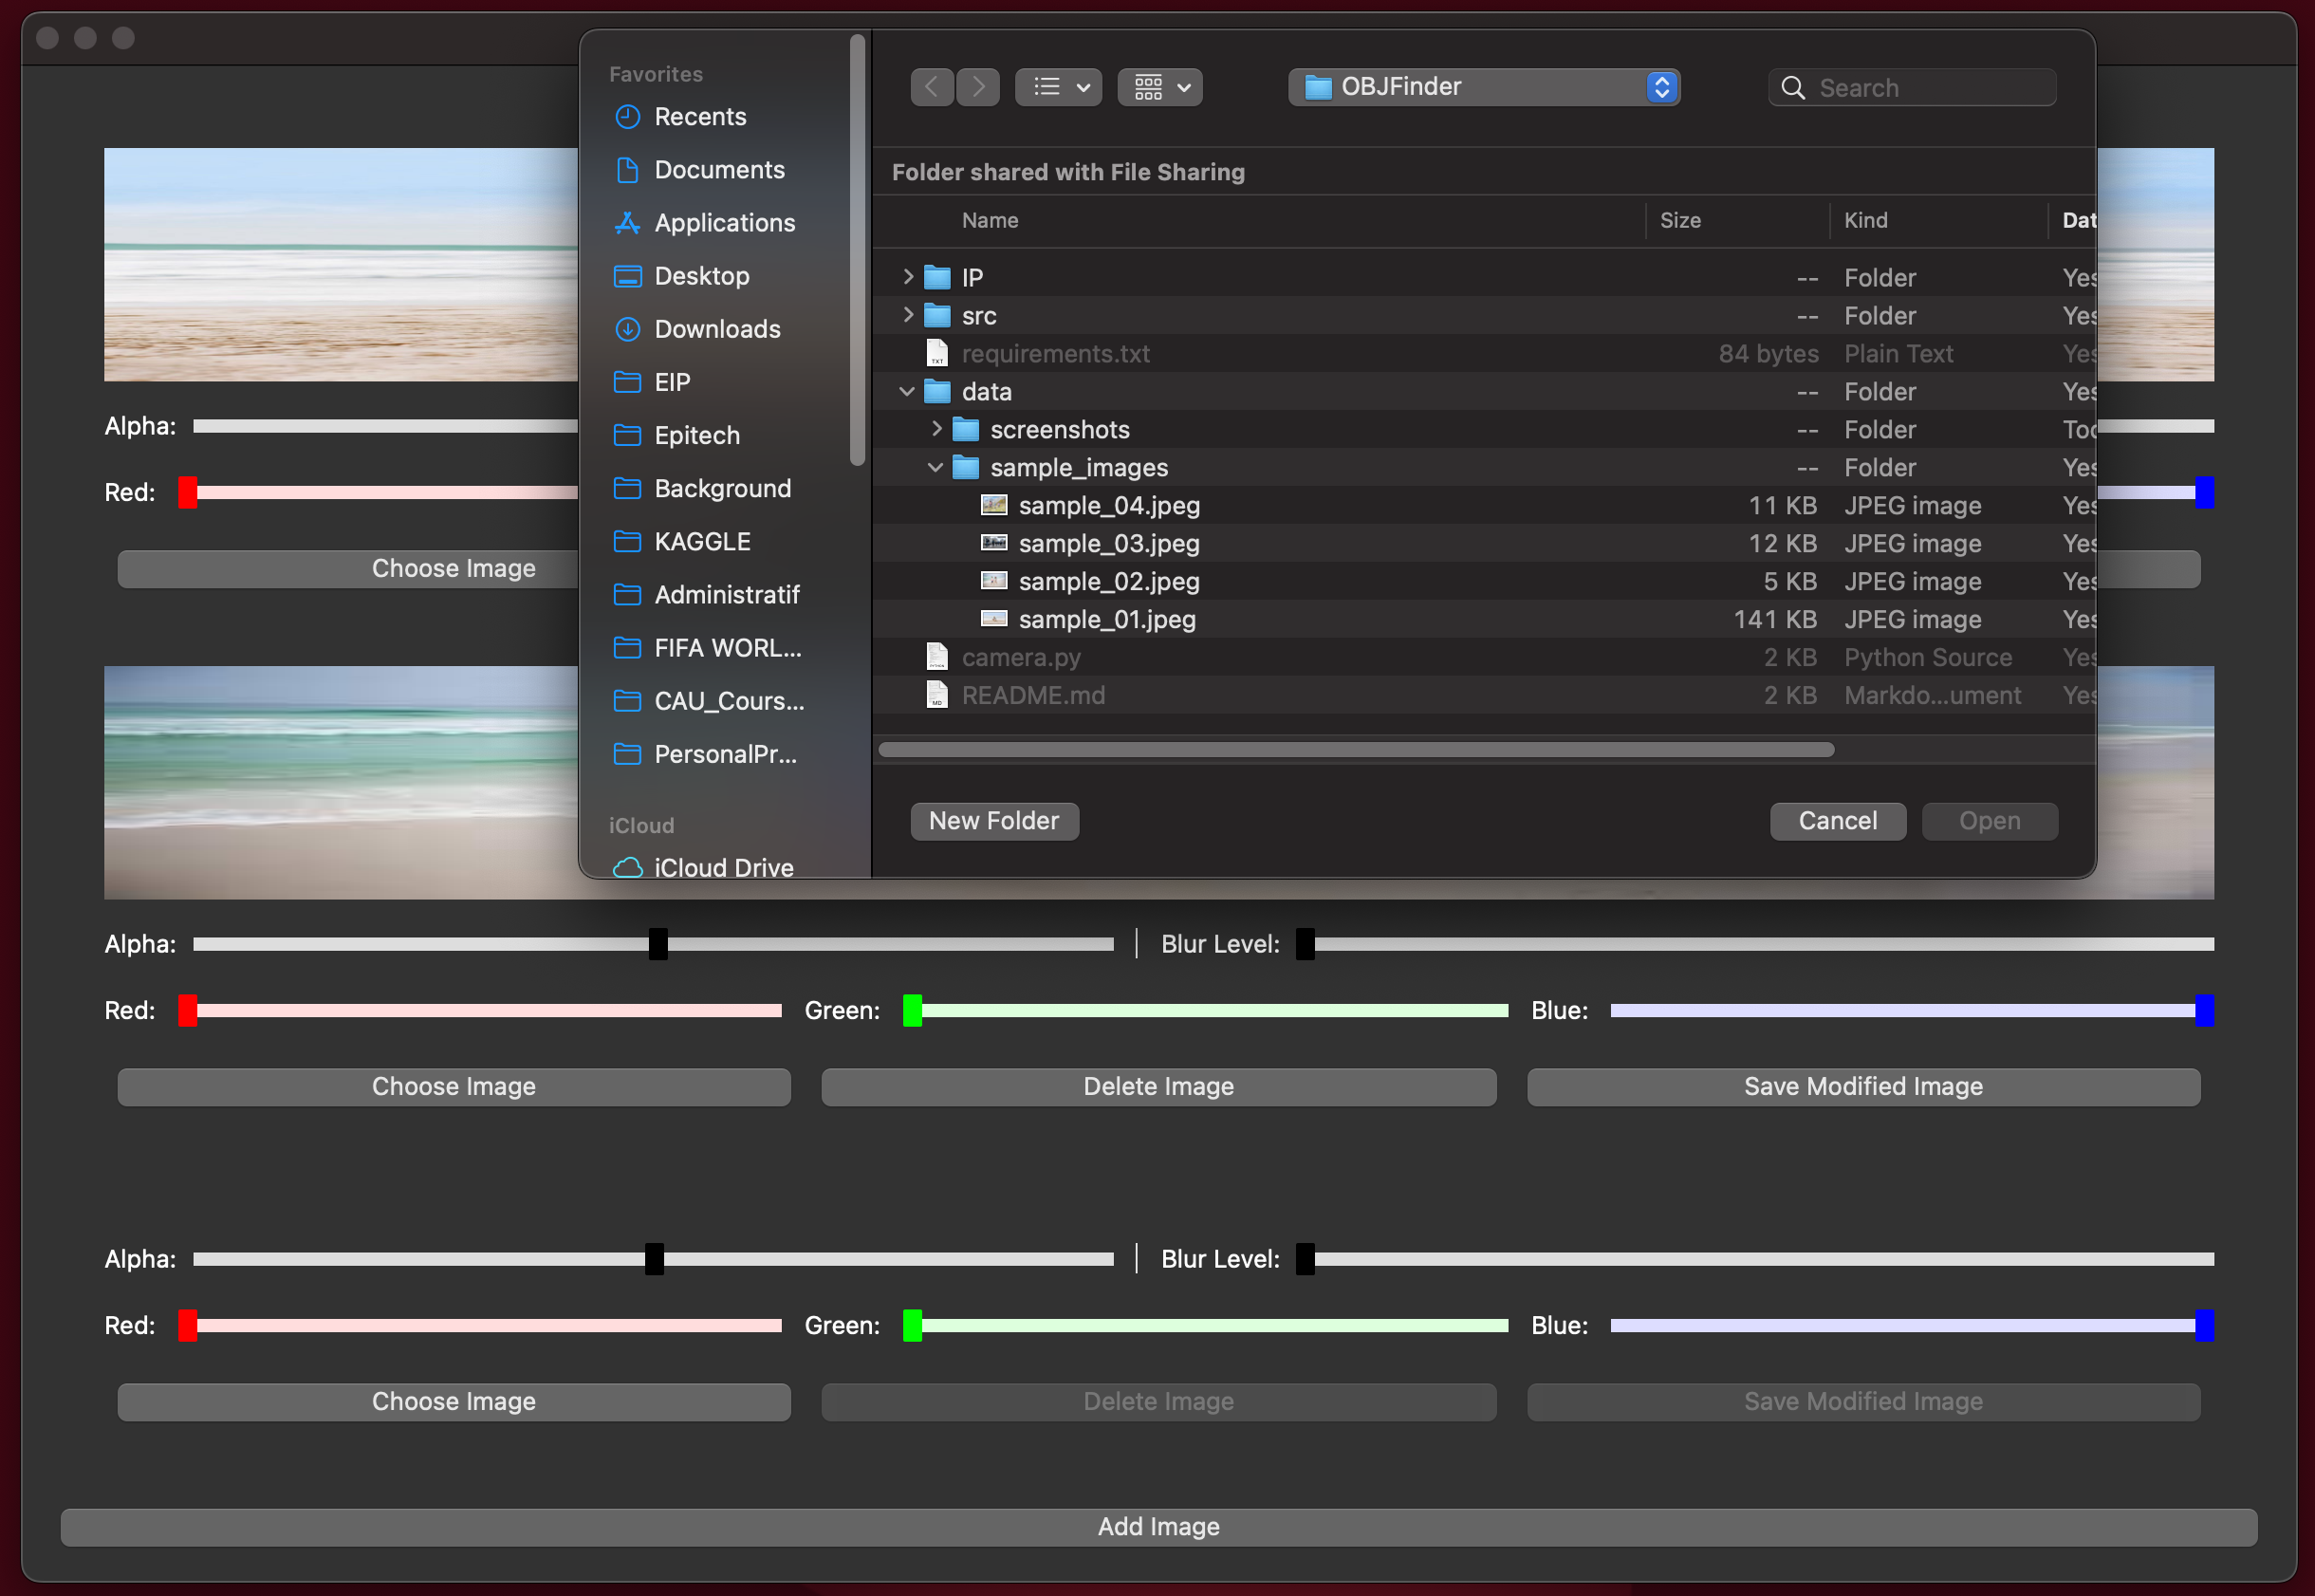 Favorites
Recents
Documents
Applications
Desktop
Downloads
EIP
Epitech
Background
KAGGLE
Administratif
FIFA WORL...
CAU_Cours...
PersonalPr...
iCloud
iCloud Drive
OBJFinder
Search
Folder shared with File Sharing
Name Size Kind Dat
IP -- Folder Yes
src -- Folder Yes
requirements.txt 84 bytes Plain Text Yes
data -- Folder Yes
screenshots -- Folder Toc
sample_images -- Folder Yes
sample_04.jpeg 11 KB JPEG image Yes
sample_03.jpeg 12 KB JPEG image Yes
sample_02.jpeg 5 KB JPEG image Yes
sample_01.jpeg 141 KB JPEG image Yes
camera.py 2 KB Python Source Yes
README.md 2 KB Markdo...ument Yes
New Folder Cancel Open
Alpha:
Red:
Choose Image
Alpha: Blur Level:
Red: Green: Blue:
Choose Image Delete Image Save Modified Image
Alpha: Blur Level:
Red: Green: Blue:
Choose Image Delete Image Save Modified Image
Add Image